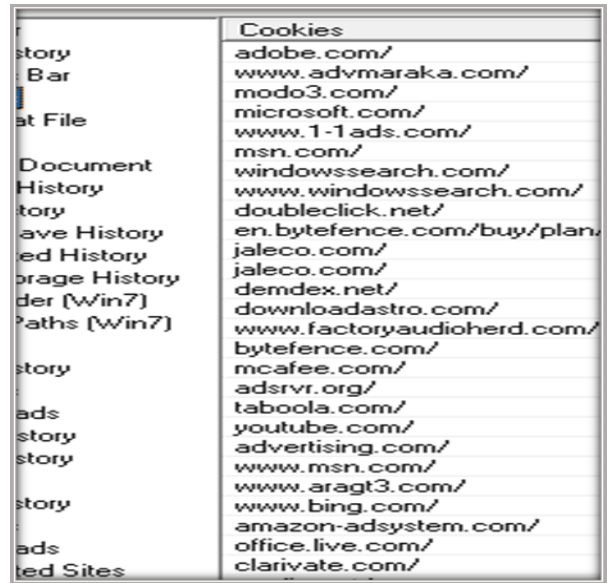 Cookies
story
adobe.com/
Bar
www.advmaraka.com/
modo3.com/
at File
microsoft.com/
www.1-1ads.com/
msn.com/
Document
windowssearch.com/
History
www.windowssearch.com/
tory
doubleclick.net/
ave History
en.bytefence.com/buy/plan/
ed History
jaleco.com/
orage History
jaleco.com/
der (Win7)
demdex.net/
Paths (Win7)
downloadastro.com/
www.factoryaudioherd.com/
bytefence.com/
story
mcafee.com/
adsrvr.org/
ads
taboola.com/
story
youtube.com/
story
advertising.com/
www.msn.com/
www.aragt3.com/
story
www.bing.com/
amazon-adsystem.com/
ads
office.live.com/
ted Sites
clarivate.com/